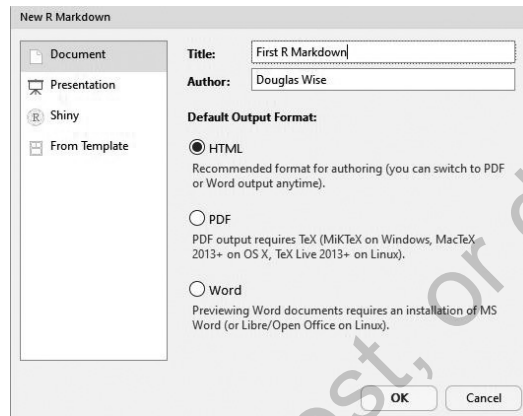 New R Markdown
Document
Presentation
R Shiny
From Template
Title: First R Markdown
Author: Douglas Wise
Default Output Format:
HTML
Recommended format for authoring (you can switch to PDF
or Word output anytime).
PDF
PDF output requires TeX (MiKTeX on Windows, MacTeX
2013+ on OS X, TeX Live 2013+ on Linux).
Word
Previewing Word documents requires an installation of MS
Word (or Libre/Open Office on Linux).
OK Cancel
ost, or